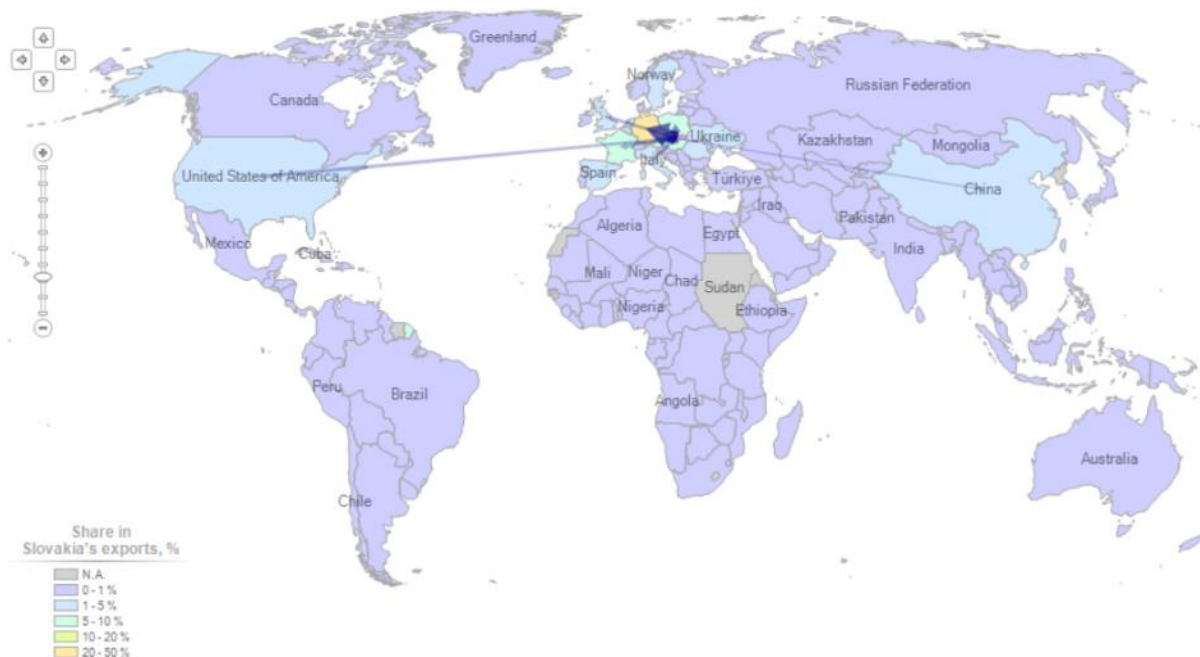 Greenland
Norway
Russian Federation
Canada
Ukraine
Kazakhstan
Mongolia
Italy
Spain
Türkiye
United States of America
China
Iraq
Pakistan
Algeria
Egypt
Mexico
India
Cuba
Mali
Niger
Chad
Sudan
Nigeria
Ethiopia
Peru
Brazil
Angola
Australia
Chile
Share in
Slovakia's exports, %
N.A.
0 - 1 %
1 - 5 %
5 - 10 %
10 - 20 %
20 - 50 %